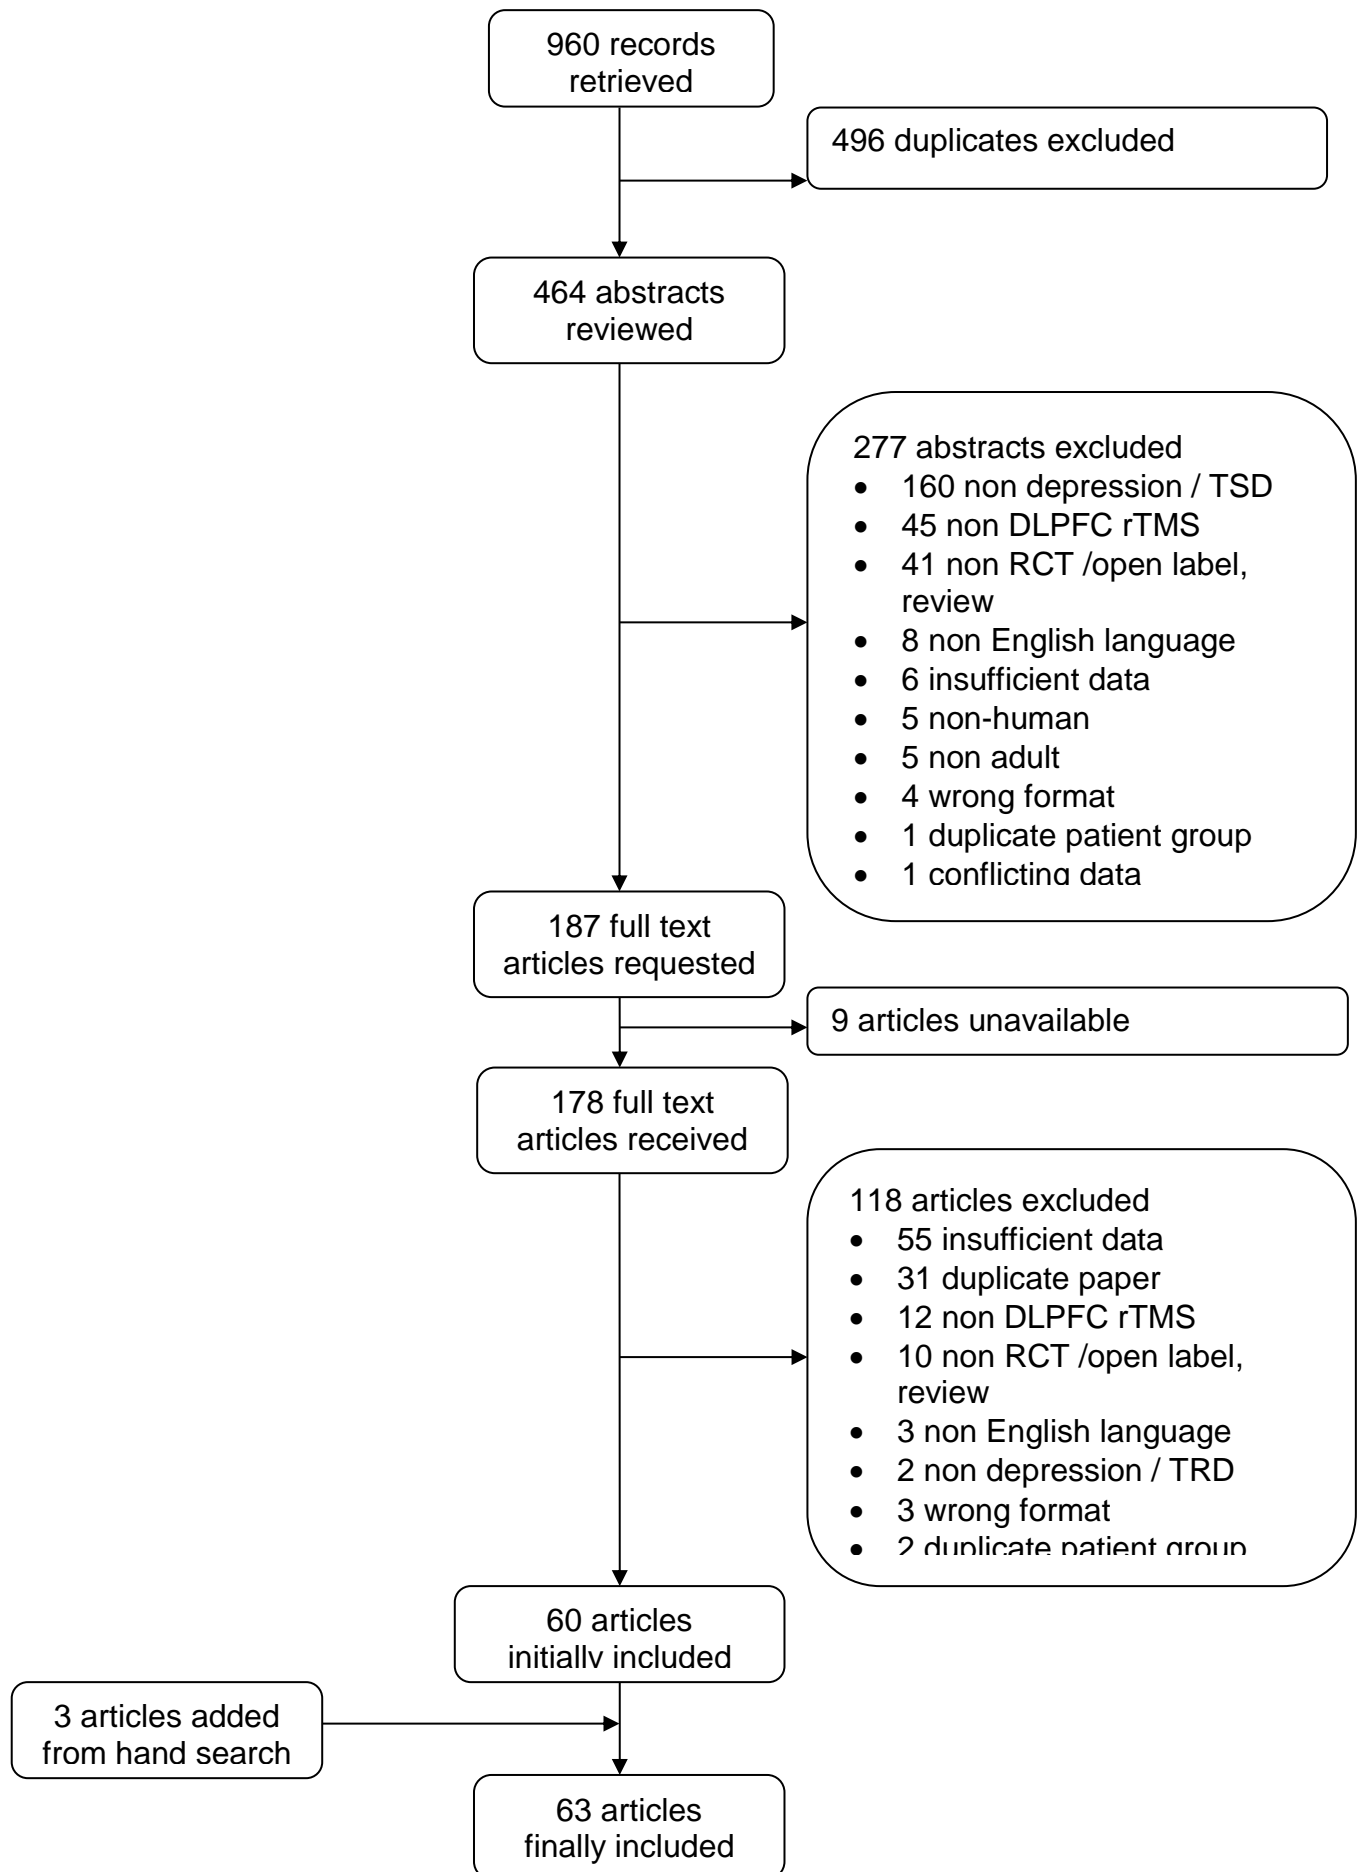 960 records
retrieved
496 duplicates excluded
464 abstracts
reviewed
277 abstracts excluded
• 160 non depression / TSD
• 45 non DLPFC rTMS
• 41 non RCT /open label,
review
• 8 non English language
• 6 insufficient data
• 5 non-human
• 5 non adult
• 4 wrong format
• 1 duplicate patient group
• 1 conflicting data
187 full text
articles requested
9 articles unavailable
178 full text
articles received
118 articles excluded
• 55 insufficient data
• 31 duplicate paper
• 12 non DLPFC rTMS
• 10 non RCT /open label,
review
• 3 non English language
• 2 non depression / TRD
• 3 wrong format
• 2 duplicate patient group
60 articles
initially included
3 articles added
from hand search
63 articles
finally included